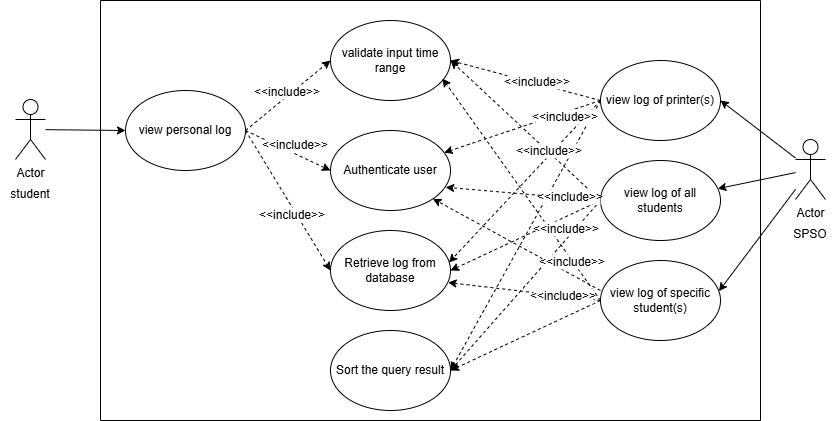 validate input time
range
<<include>>
<<include>>
view log of printer(s)
view personal log
<<include>>
<<include>>
<<include>>
Authenticate user
Actor
student
<<include>>
view log of all
students
<<include>>
<<include>>
Actor
SPSO
Retrieve log from
database
<<include>>
<<include>>
view log of specific
student(s)
Sort the query result